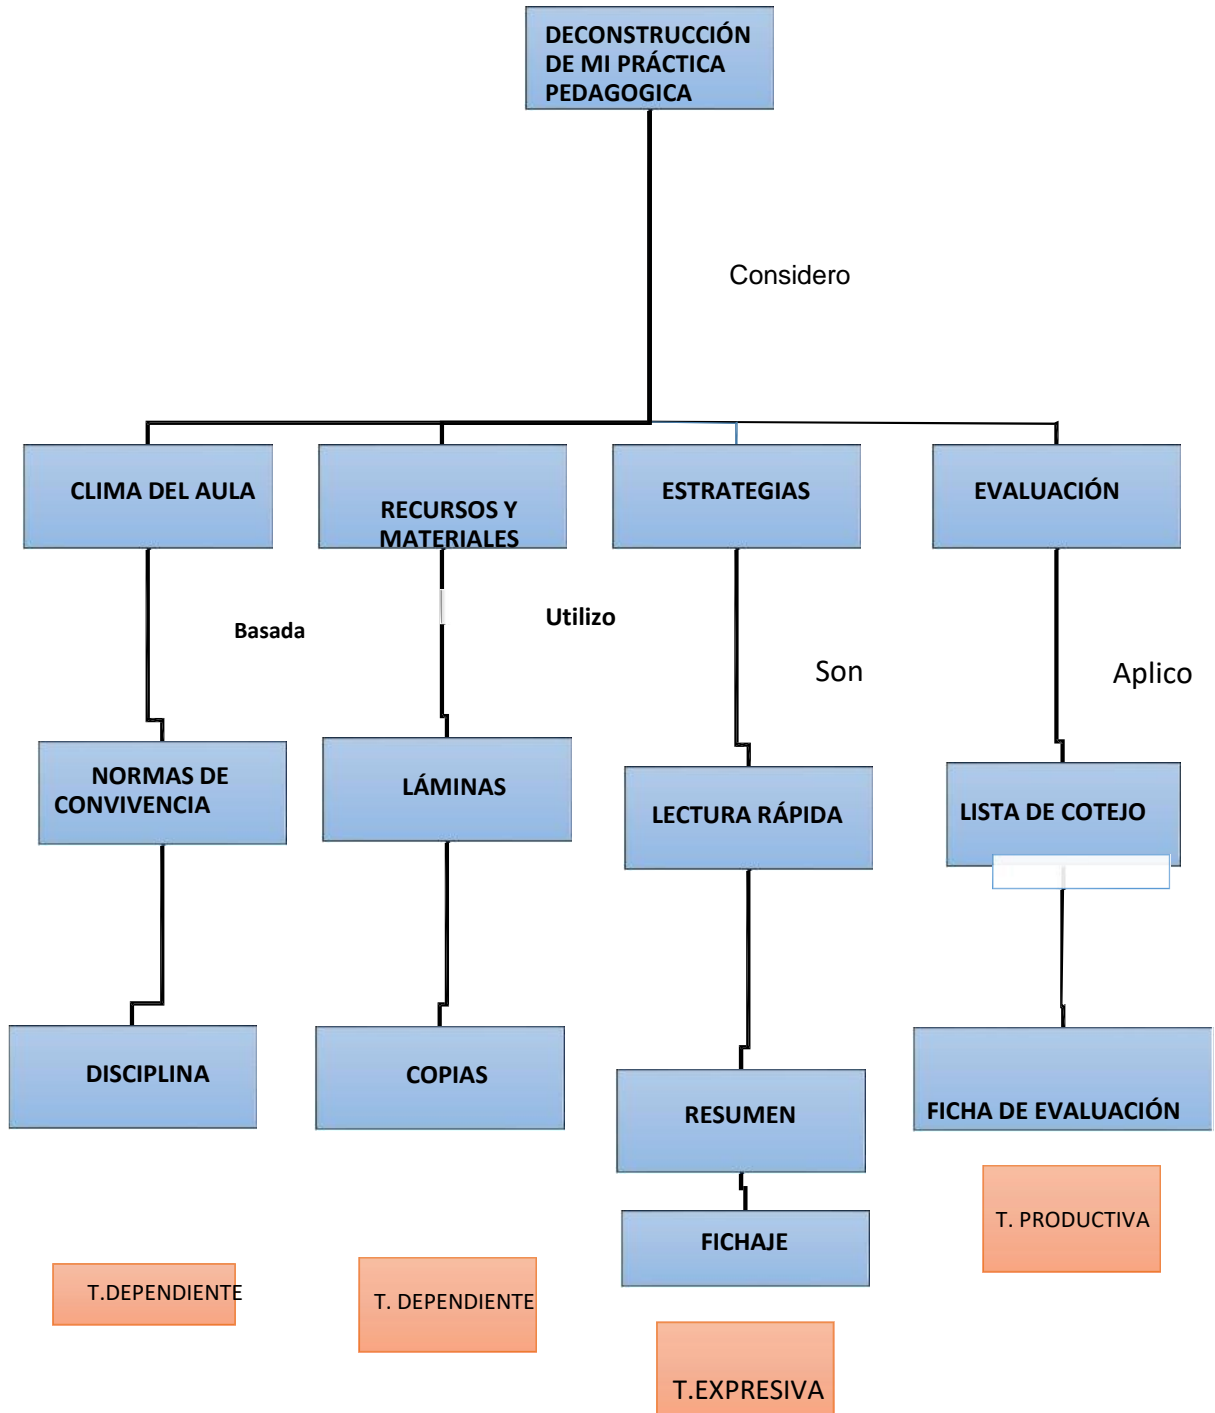 DECONSTRUCCIÓN
DE MI PRÁCTICA
PEDAGOGICA
Considero
CLIMA DEL AULA
RECURSOS Y
MATERIALES
ESTRATEGIAS
EVALUACIÓN
Basada
Utilizo
Son
Aplico
NORMAS DE
CONVIVENCIA
LÁMINAS
LECTURA RÁPIDA
LISTA DE COTEJO
DISCIPLINA
COPIAS
RESUMEN
FICHA DE EVALUACIÓN
FICHAJE
T. PRODUCTIVA
T.DEPENDIENTE
T. DEPENDIENTE
T.EXPRESIVA